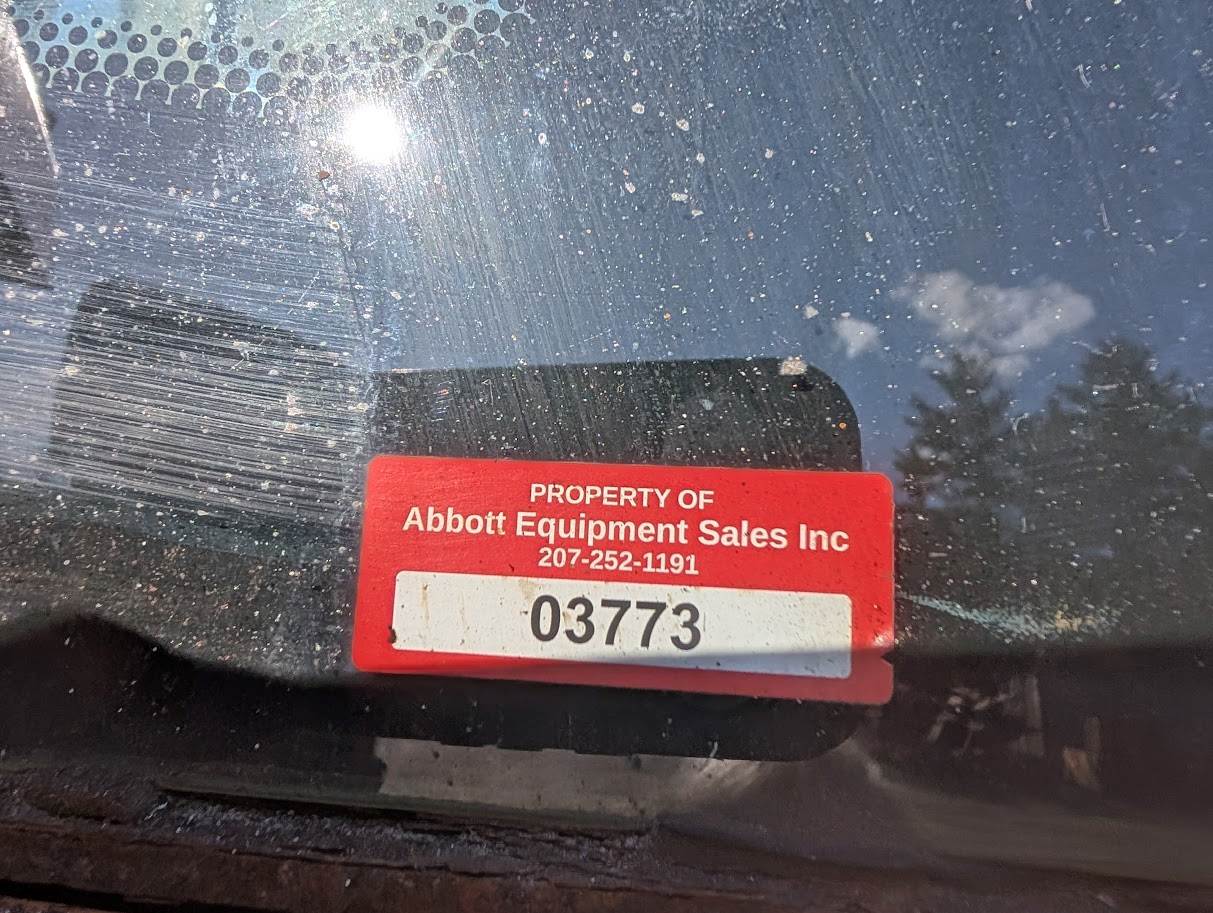 PROPERTY OF
Abbott Equipment Sales Inc
207-252-1191
03773